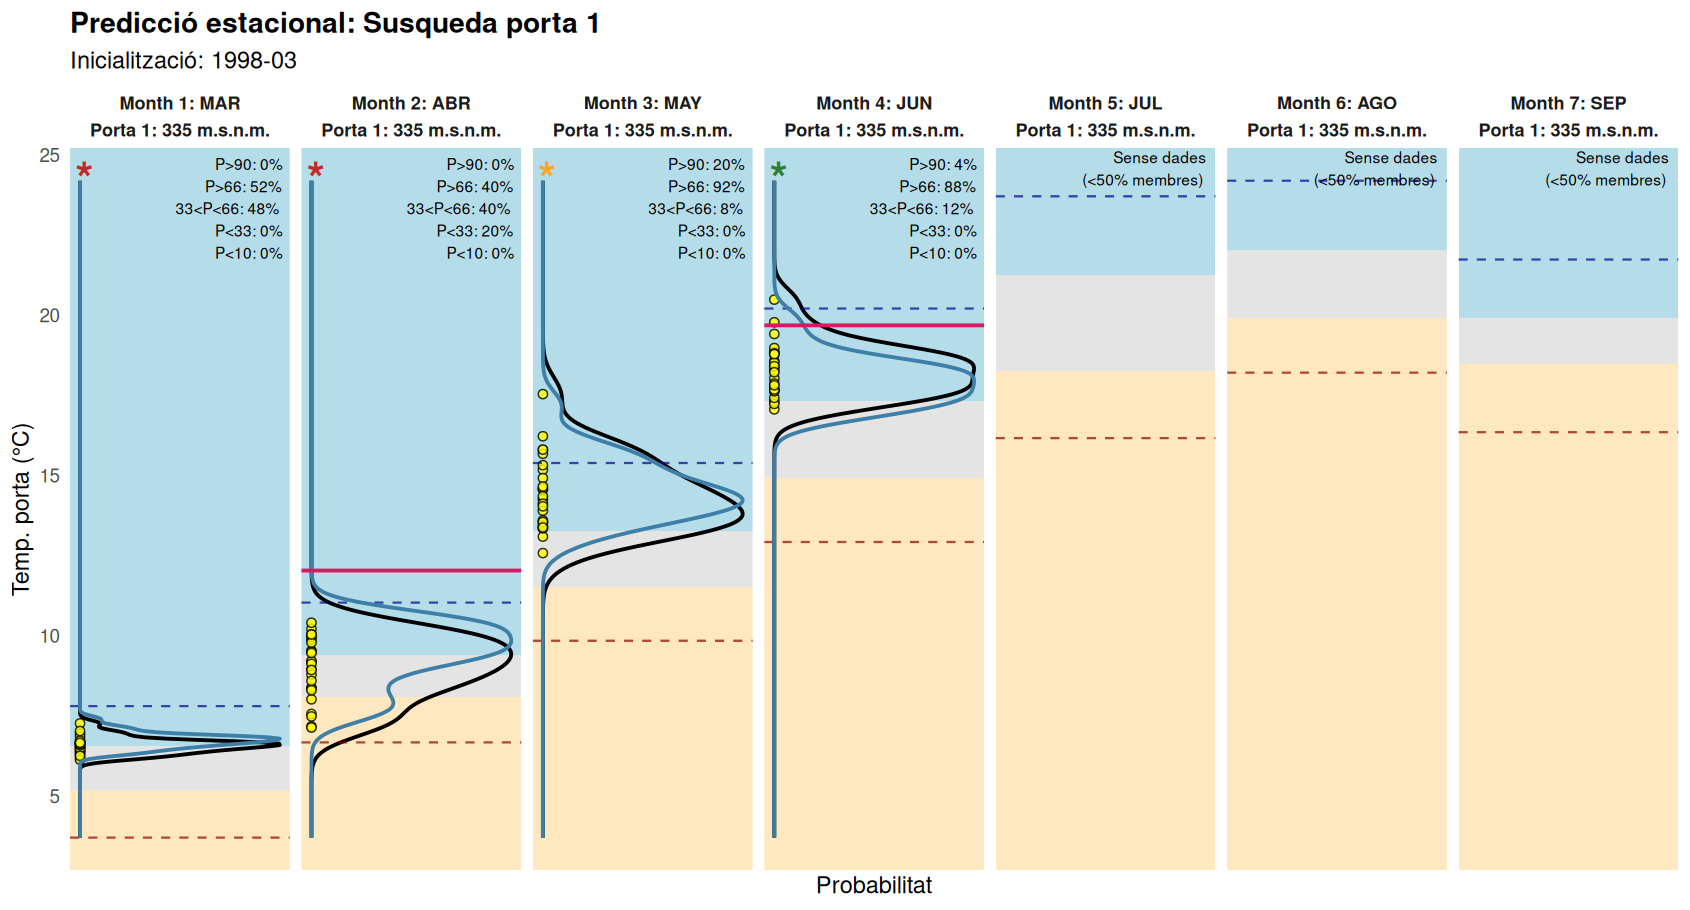 Predicció estacional: Susqueda porta 1
Inicialització: 1998-03
Month 1: MAR
Porta 1: 335 m.s.n.m.
Month 2: ABR
Porta 1: 335 m.s.n.m.
Month 3: MAY
Porta 1: 335 m.s.n.m.
Month 4: JUN
Porta 1: 335 m.s.n.m.
Month 5: JUL
Porta 1: 335 m.s.n.m.
Month 6: AGO
Porta 1: 335 m.s.n.m.
Month 7: SEP
Porta 1: 335 m.s.n.m.
P>90: 0%
P>66: 52%
33<P<66: 48%
P<33: 0%
P<10: 0%
P>90: 0%
P>66: 40%
33<P<66: 40%
P<33: 20%
P<10: 0%
P>90: 20%
P>66: 92%
33<P<66: 8%
P<33: 0%
P<10: 0%
P>90: 4%
P>66: 88%
33<P<66: 12%
P<33: 0%
P<10: 0%
Sense dades
(<50% membres)
Sense dades
(<50% membres)
Sense dades
(<50% membres)
25
20
15
10
5
Temp. porta (°C)
Probabilitat